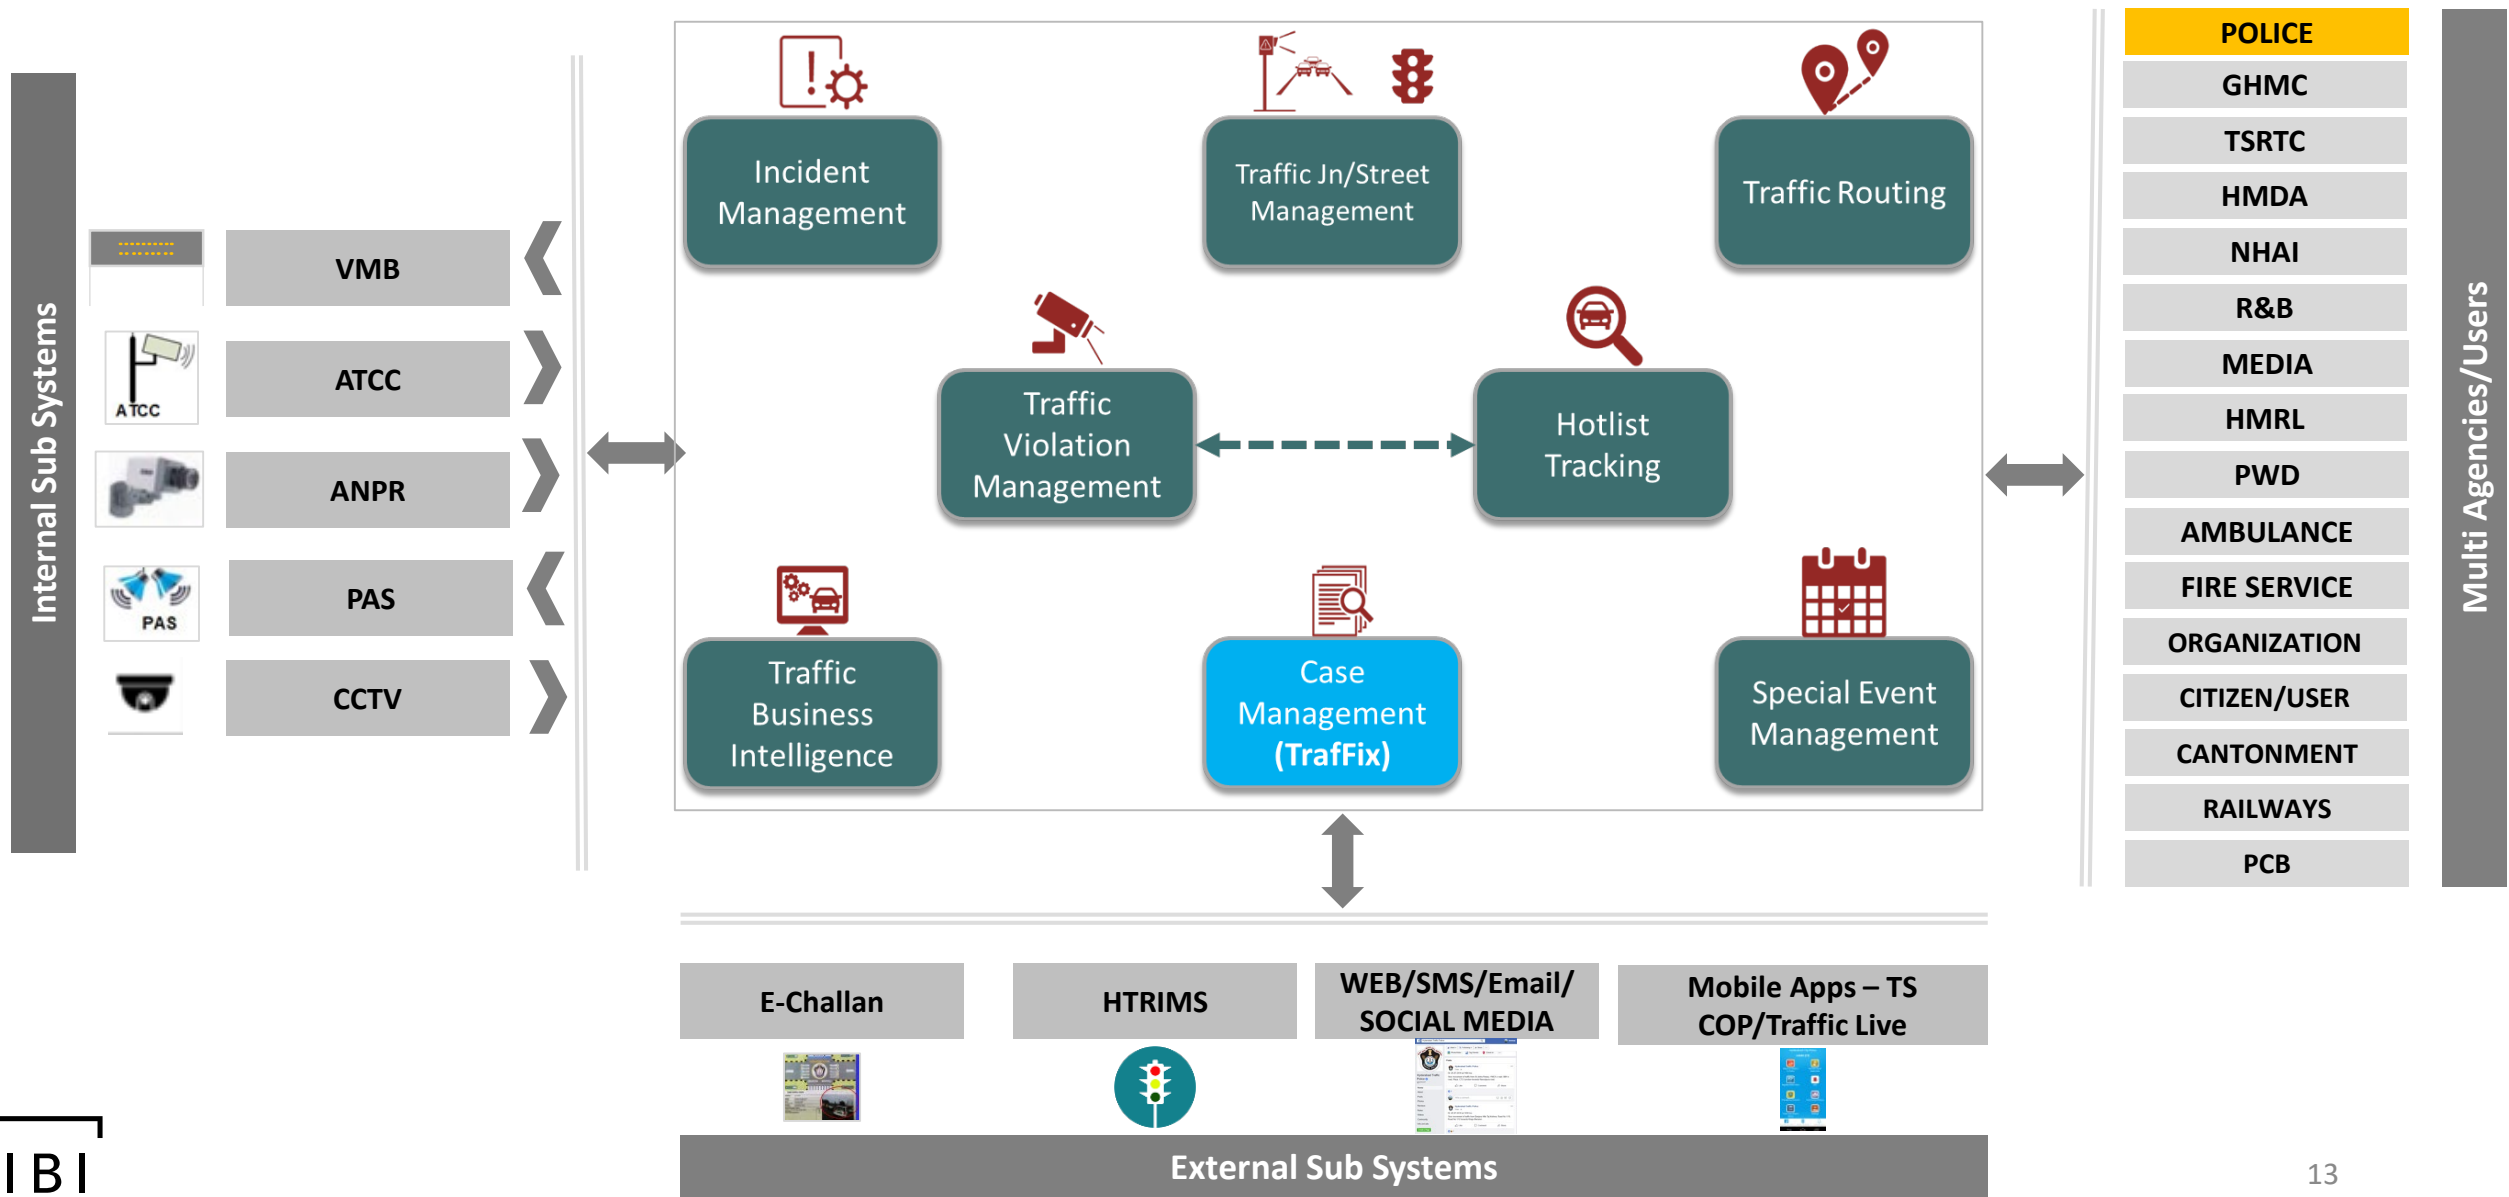 Internal Sub Systems
VMB
ATCC
ATCC
ANPR
PAS
PAS
CCTV
Incident
Management
Traffic Jn/Street
Management
Traffic Routing
Traffic
Violation
Management
Hotlist
Tracking
Traffic
Business
Intelligence
Case
Management
(TrafFix)
Special Event
Management
POLICE
GHMC
TSRTC
HMDA
NHAI
R&B
MEDIA
HMRL
PWD
AMBULANCE
FIRE SERVICE
ORGANIZATION
CITIZEN/USER
CANTONMENT
RAILWAYS
PCB
Multi Agencies/Users
E-Challan
HTRIMS
WEB/SMS/Email/
SOCIAL MEDIA
Mobile Apps – TS
COP/Traffic Live
External Sub Systems
IBI
13